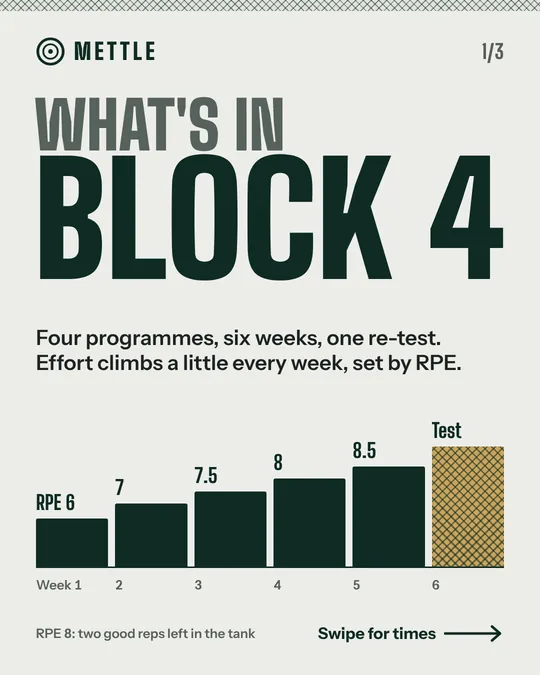 METTLE
1/3
WHAT'S IN
BLOCK 4
Four programmes, six weeks, one re-test.
Effort climbs a little every week, set by RPE.
RPE 6
7
7.5
8
8.5
Test
Week 1
2
3
4
5
6
RPE 8: two good reps left in the tank
Swipe for times